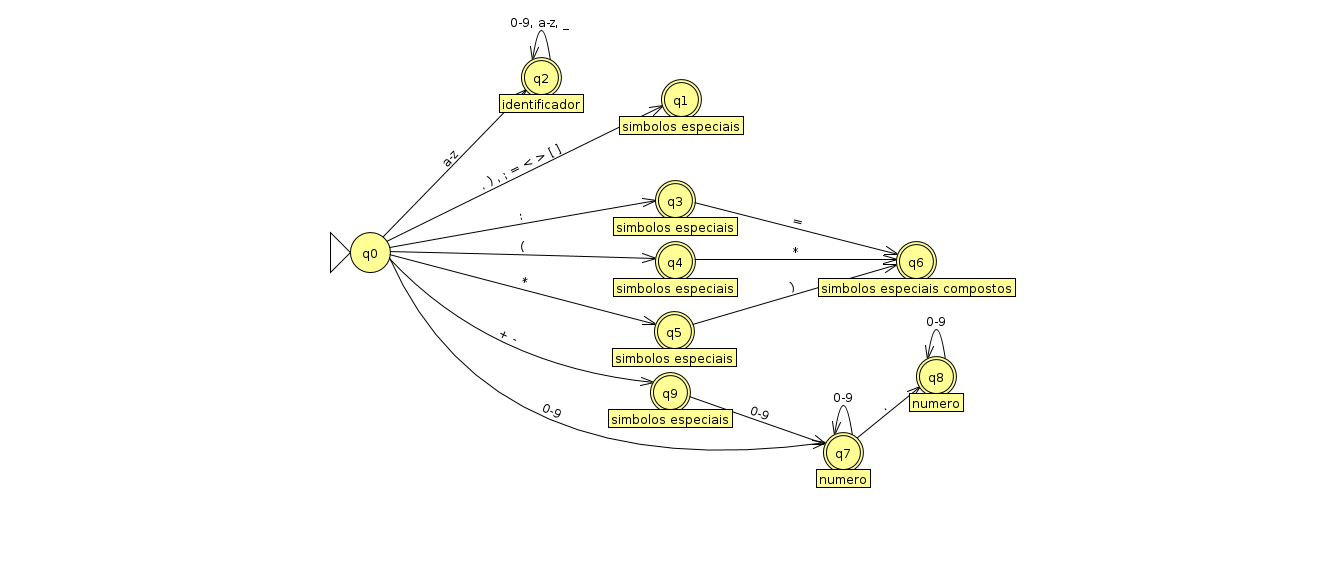 0-9, a-z, _
q2
identificador
a-z
q1
simbolos especiais
. ) , ; = < > [ ]
q3
simbolos especiais
:
=
q0
(
q4
simbolos especiais
*
q6
simbolos especiais compostos
*
q5
simbolos especiais
)
+ -
q9
simbolos especiais
0-9
0-9
0-9
q7
numero
.
0-9
q8
numero